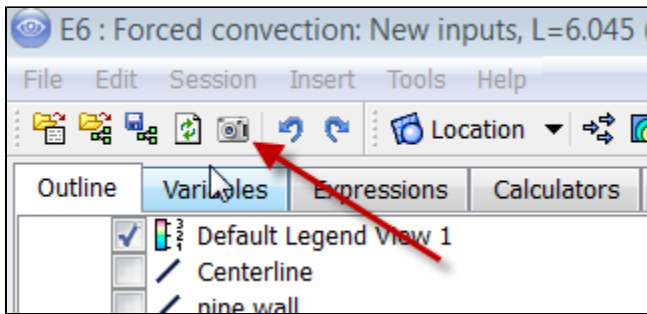 E6 : Forced convection: New inputs, L=6.045 (
File Edit Session Insert Tools Help
Location
Outline Variables Expressions Calculators
Default Legend View 1
Centerline
pipe wall